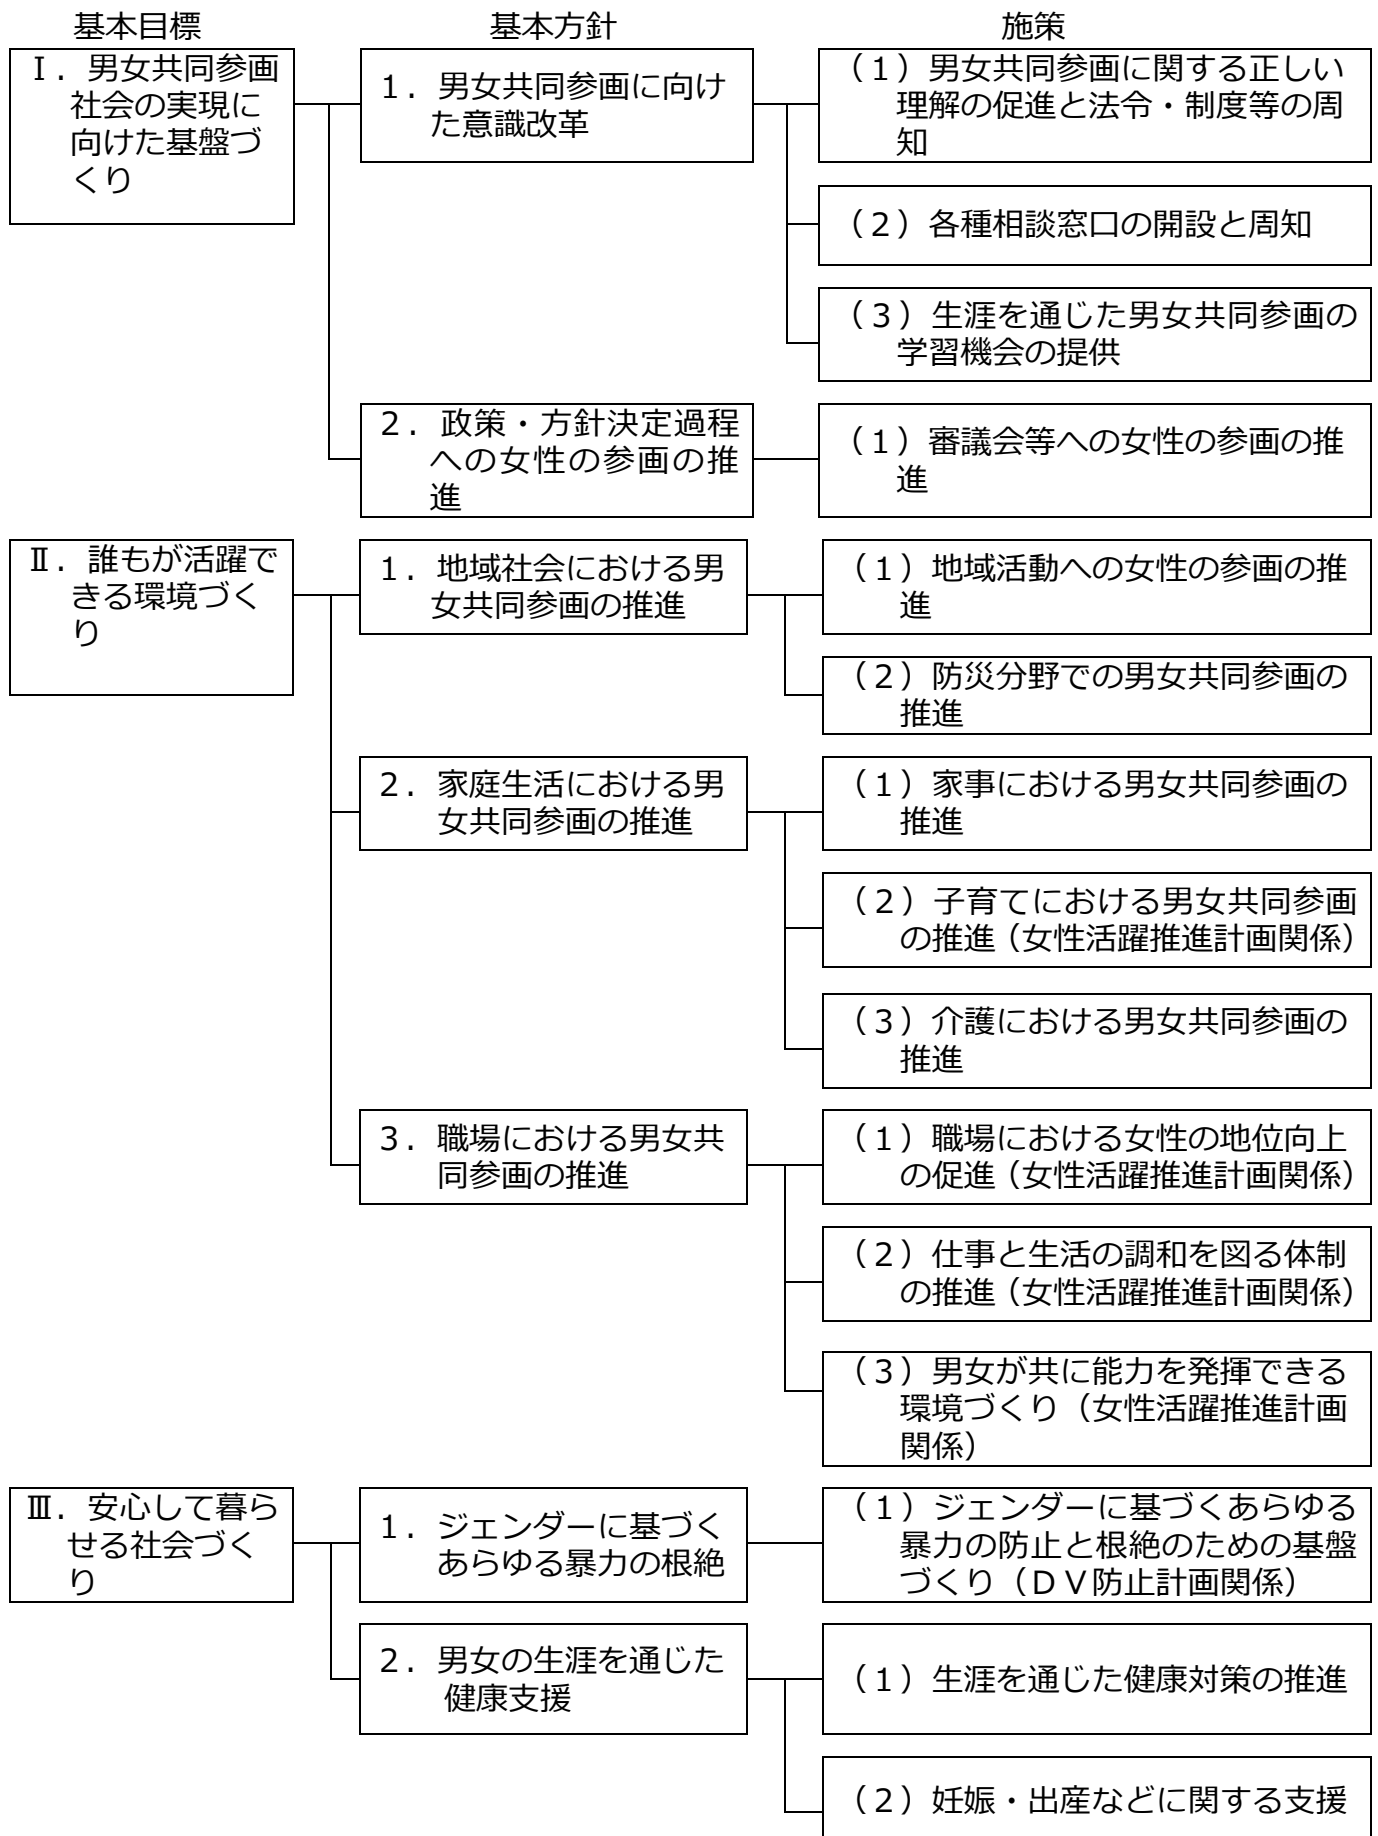 基本目標
基本方針
施策
Ⅰ．男女共同参画
社会の実現に
向けた基盤づ
くり
１．男女共同参画に向け
た意識改革
（１）男女共同参画に関する正しい
理解の促進と法令・制度等の周
知
（２）各種相談窓口の開設と周知
（３）生涯を通じた男女共同参画の
学習機会の提供
２．政策・方針決定過程
への女性の参画の推
進
（１）審議会等への女性の参画の推
進
Ⅱ．誰もが活躍で
きる環境づく
り
１．地域社会における男
女共同参画の推進
（１）地域活動への女性の参画の推
進
（２）防災分野での男女共同参画の
推進
２．家庭生活における男
女共同参画の推進
（１）家事における男女共同参画の
推進
（２）子育てにおける男女共同参画
の推進（女性活躍推進計画関係）
（３）介護における男女共同参画の
推進
３．職場における男女共
同参画の推進
（１）職場における女性の地位向上
の促進（女性活躍推進計画関係）
（２）仕事と生活の調和を図る体制
の推進（女性活躍推進計画関係）
（３）男女が共に能力を発揮できる
環境づくり（女性活躍推進計画
関係）
Ⅲ．安心して暮ら
せる社会づく
り
１．ジェンダーに基づく
あらゆる暴力の根絶
（１）ジェンダーに基づくあらゆる
暴力の防止と根絶のための基盤
づくり（ＤＶ防止計画関係）
２．男女の生涯を通じた
健康支援
（１）生涯を通じた健康対策の推進
（２）妊娠・出産などに関する支援